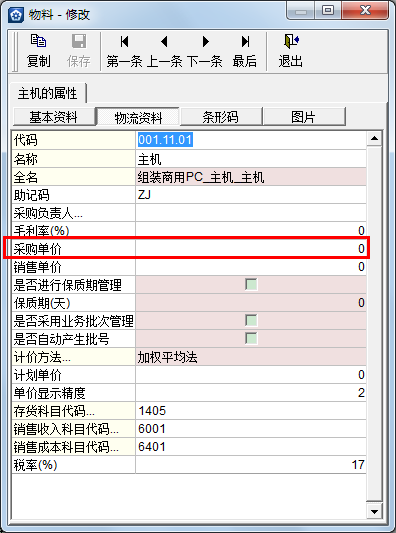 物料 - 修改
复制 保存 第一条 上一条 下一条 最后 退出
主机的属性
基本资料 物流资料 条形码 图片
代码 001.11.01
名称 主机
全名 组装商用PC_主机_主机
助记码 ZJ
采购负责人...
毛利率(%) 0
采购单价 0
销售单价 0
是否进行保质期管理
保质期(天) 0
是否采用业务批次管理
是否自动产生批号
计价方法... 加权平均法
计划单价 0
单价显示精度 2
存货科目代码... 1405
销售收入科目代码... 6001
销售成本科目代码... 6401
税率(%) 17